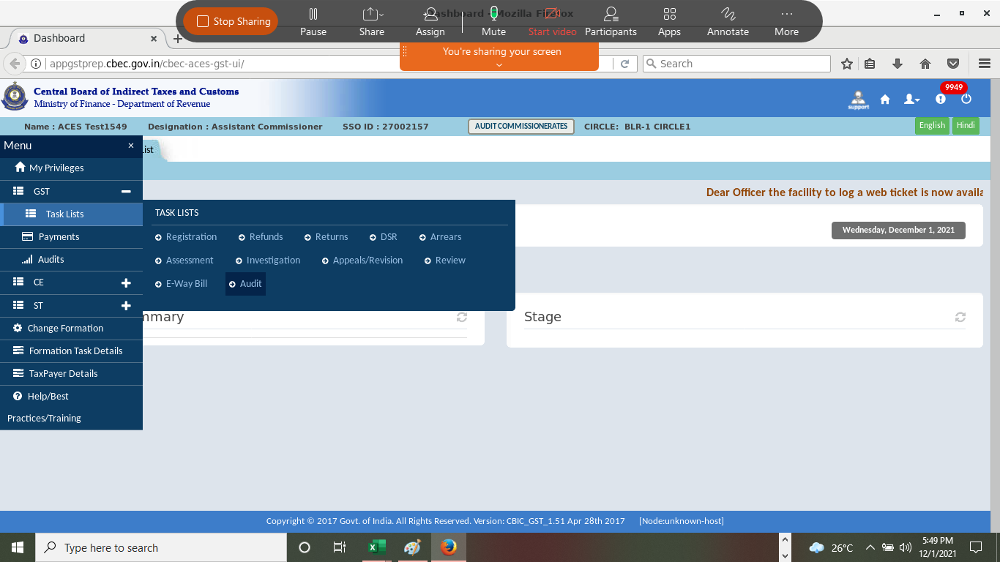 Dashboard - Mozilla Firefox
Stop Sharing
Pause
Share
Assign
Mute
Start video
Participants
Apps
Annotate
More
Dashboard
You're sharing your screen
appgstprep.cbec.gov.in/cbec-aces-gst-ui/
Search
Central Board of Indirect Taxes and Customs
Ministry of Finance - Department of Revenue
support
9949
Name : ACES Test1549 Designation : Assistant Commissioner SSO ID : 27002157 AUDIT COMMISSIONERATES CIRCLE: BLR-1 CIRCLE1 English Hindi
Menu ×
ist
My Privileges
GST
Dear Officer the facility to log a web ticket is now availa
Task Lists
Payments
Audits
CE
ST
Change Formation
Formation Task Details
TaxPayer Details
Help/Best
Practices/Training
TASK LISTS
Registration Refunds Returns DSR Arrears
Assessment Investigation Appeals/Revision Review
E-Way Bill Audit
Wednesday, December 1, 2021
mmary
Stage
Copyright © 2017 Govt. of India. All Rights Reserved. Version: CBIC_GST_1.51 Apr 28th 2017 [Node:unknown-host]
Type here to search
26°C
5:49 PM
12/1/2021